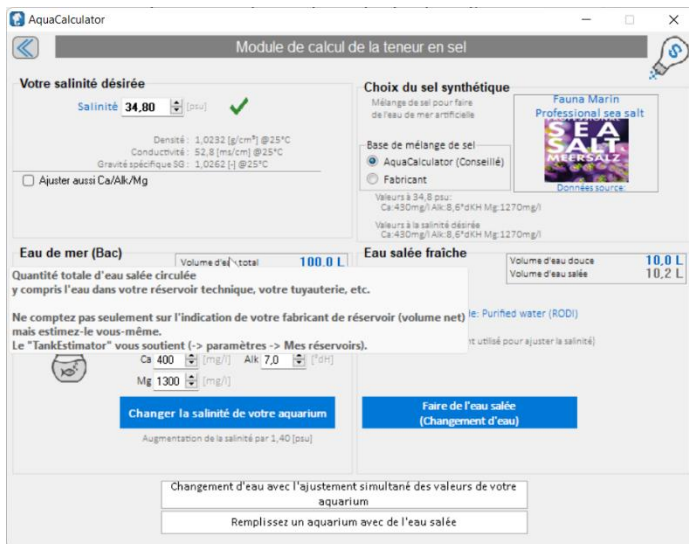 AquaCalculator
Module de calcul de la teneur en sel
Votre salinité désirée
Salinité 34,80 [psu]
Densité : 1,0232 [g/cm³] @25°C
Conductivité : 52,8 [ms/cm] @25°C
Gravité spécifique SG : 1,0262 [-] @25°C
Ajuster aussi Ca/Alk/Mg
Choix du sel synthétique
Mélange de sel pour faire
de l'eau de mer artificielle
Fauna Marin
Professional sea salt
SEA
SALT
MEERSALZ
Données source:
Base de mélange de sel
AquaCalculator (Conseillé)
Fabricant
Valeurs à 34,8 psu:
Ca:430mg/l Alk:8,6°dKH Mg:1270mg/l
Valeurs à la salinité désirée
Ca:430mg/l Alk:8,6°dKH Mg:1270mg/l
Eau de mer (Bac)
Volume d'eau total 100,0 L
Quantité totale d'eau salée circulée
y compris l'eau dans votre réservoir technique, votre tuyauterie, etc.
Ne comptez pas seulement sur l'indication de votre fabricant de réservoir (volume net)
mais estimez-le vous-même.
Le "TankEstimator" vous soutient (-> paramètres -> Mes réservoirs).
Ca 400 [mg/l] Alk 7,0 [°dH]
Mg 1300 [mg/l]
Changer la salinité de votre aquarium
Augmentation de la salinité par 1,40 [psu]
Eau salée fraîche
Volume d'eau douce 10,0 L
Volume d'eau salée 10,2 L
le: Purified water (RODI)
nt utilisé pour ajuster la salinité)
Faire de l'eau salée
(Changement d'eau)
Changement d'eau avec l'ajustement simultané des valeurs de votre
aquarium
Remplissez un aquarium avec de l'eau salée